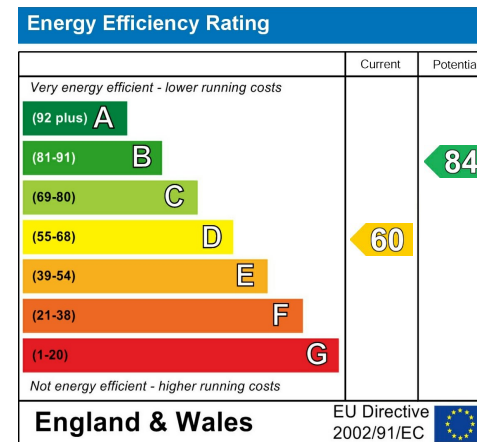 Energy Efficiency Rating
Current Potentia
Very energy efficient - lower running costs
(92 plus) A
(81-91) B
84
(69-80) C
(55-68) D
60
(39-54) E
(21-38) F
(1-20) G
Not energy efficient - higher running costs
England & Wales
EU Directive
2002/91/EC